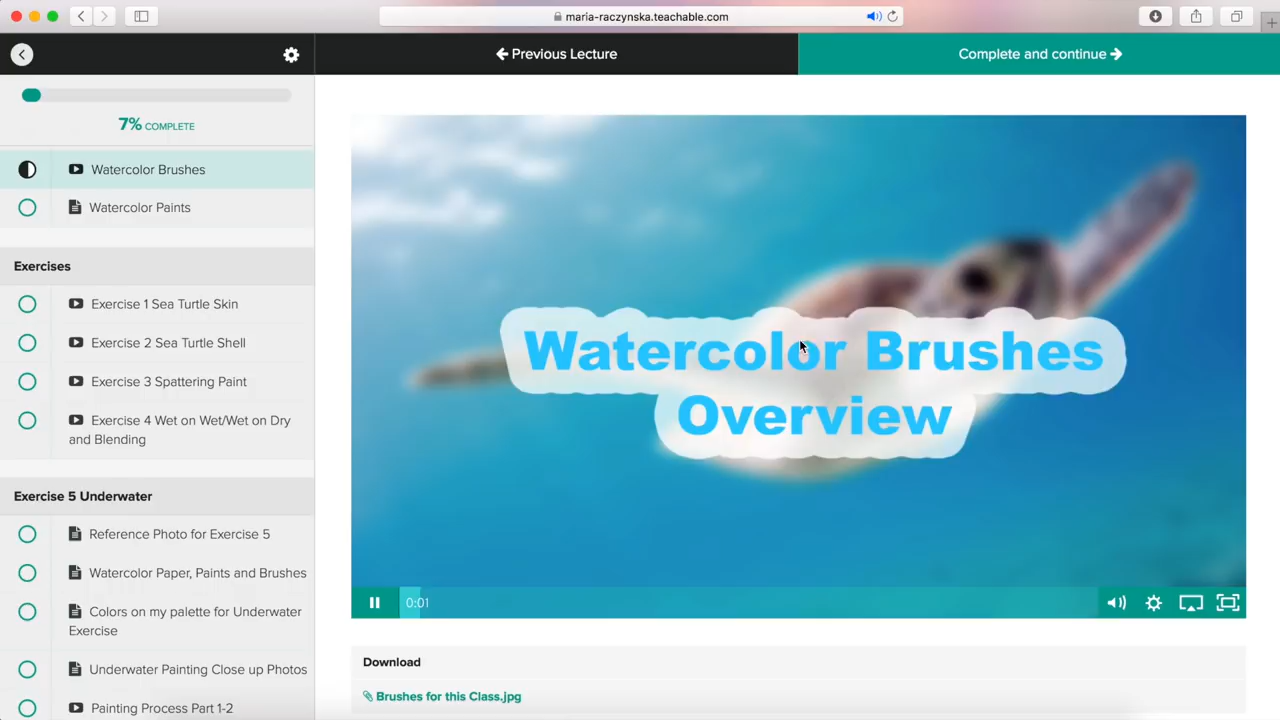 maria-raczynska.teachable.com
Previous Lecture
Complete and continue
7% COMPLETE
Watercolor Brushes
Watercolor Paints
Exercises
Exercise 1 Sea Turtle Skin
Exercise 2 Sea Turtle Shell
Exercise 3 Spattering Paint
Exercise 4 Wet on Wet/Wet on Dry
and Blending
Exercise 5 Underwater
Reference Photo for Exercise 5
Watercolor Paper, Paints and Brushes
Colors on my palette for Underwater
Exercise
Underwater Painting Close up Photos
Painting Process Part 1-2
Watercolor Brushes
Overview
0:01
Download
Brushes for this Class.jpg